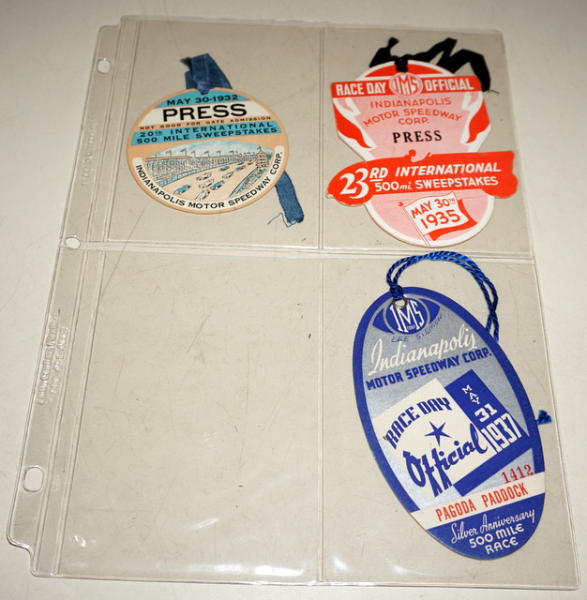 MAY 30-1932
PRESS
NOT GOOD FOR GATE ADMISSION
20th INTERNATIONAL
500 MILE SWEEPSTAKES
INDIANAPOLIS MOTOR SPEEDWAY CORP.
RACE DAY IMS OFFICIAL
INDIANAPOLIS
MOTOR SPEEDWAY
CORP.
PRESS
23RD INTERNATIONAL
500 mi. SWEEPSTAKES
MAY 30TH
1935
IMS
Indianapolis
MOTOR SPEEDWAY CORP.
RACE DAY
Official
MAY
31
1937
1412
PAGODA PADDOCK
Silver Anniversary
500 MILE
RACE